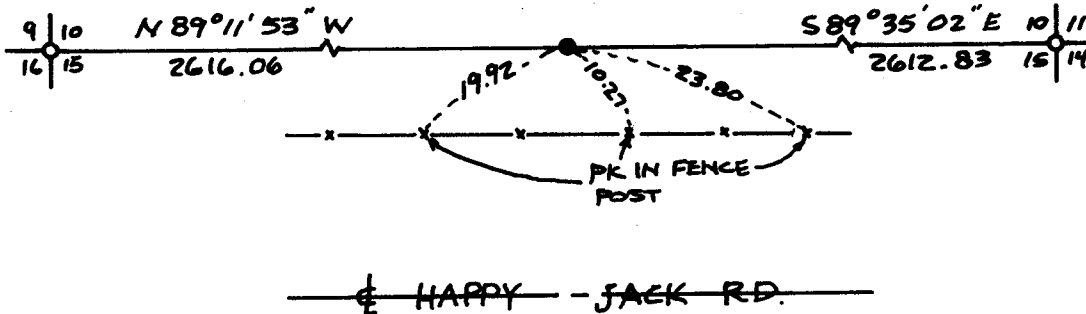 9 10 N 89°11'53" W S 89°35'02" E 10 11
16 15 2616.06 2612.83 15 14
19.92 10.27 23.80
PK IN FENCE
POST
℄ HAPPY - JACK RD.